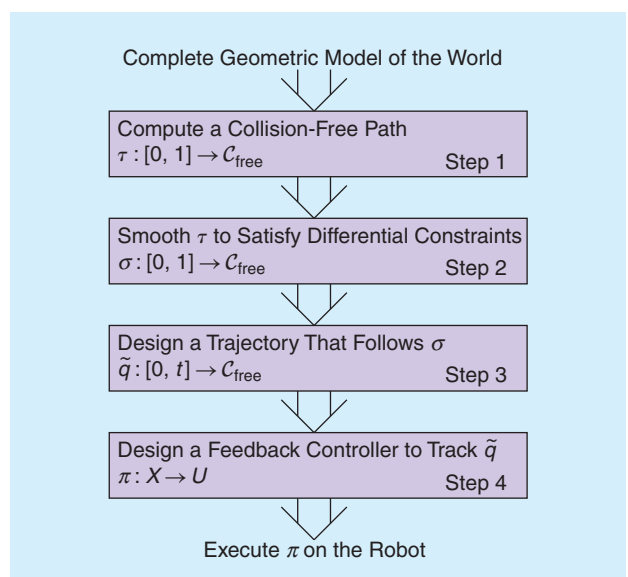 Complete Geometric Model of the World
Compute a Collision-Free Path
τ : [0, 1] → 𝒞free
Step 1
Smooth τ to Satisfy Differential Constraints
σ : [0, 1] → 𝒞free
Step 2
Design a Trajectory That Follows σ
q̃ : [0, t] → 𝒞free
Step 3
Design a Feedback Controller to Track q̃
π : X → U
Step 4
Execute π on the Robot